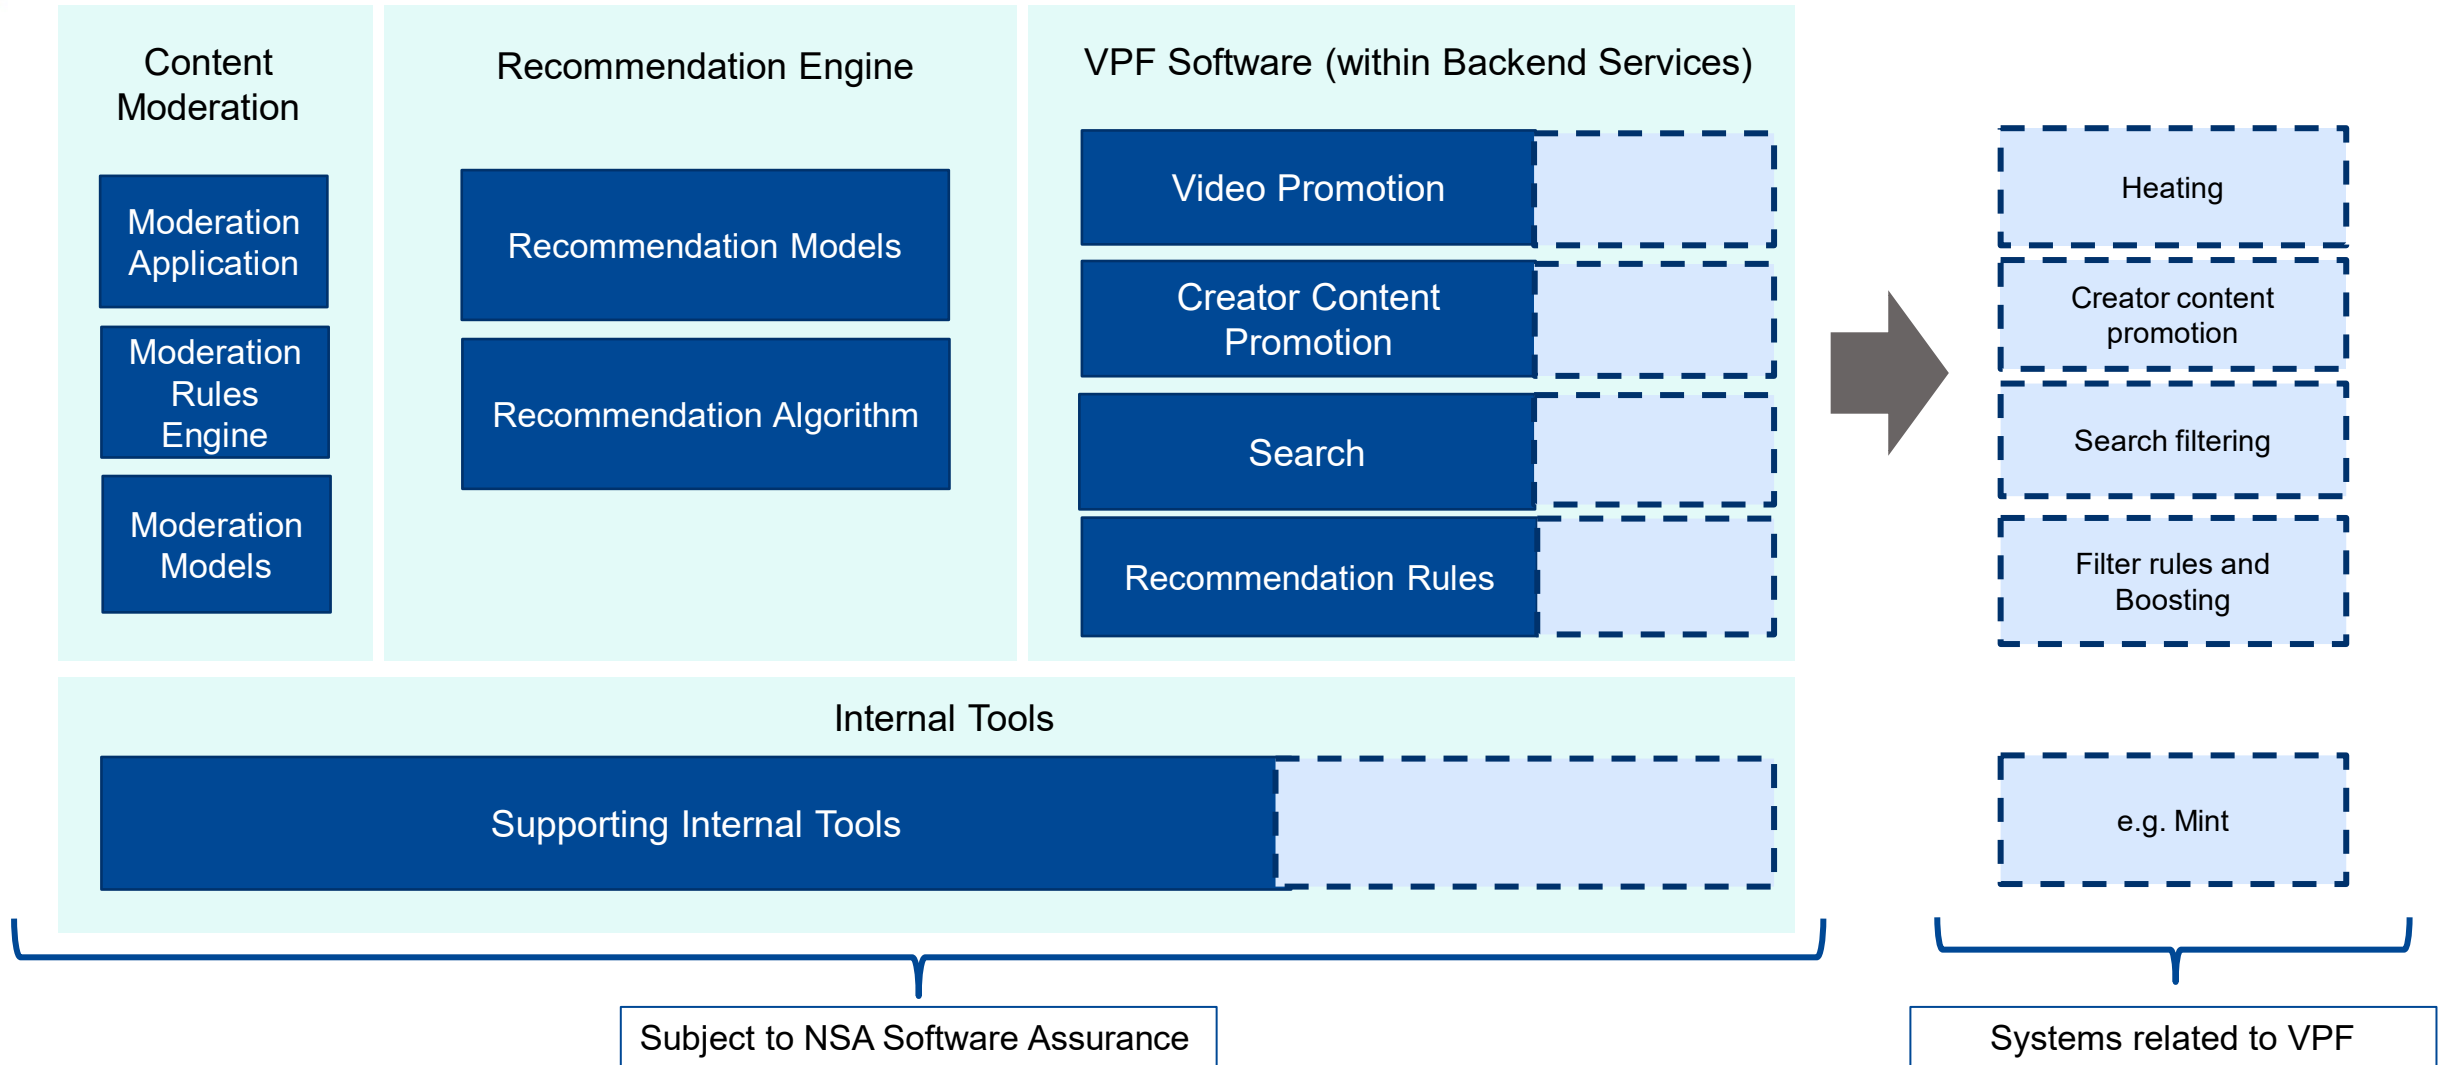 Content
Moderation
Moderation
Application
Moderation
Rules
Engine
Moderation
Models
Recommendation Engine
Recommendation Models
Recommendation Algorithm
VPF Software (within Backend Services)
Video Promotion
Creator Content
Promotion
Search
Recommendation Rules
Heating
Creator content
promotion
Search filtering
Filter rules and
Boosting
Internal Tools
Supporting Internal Tools
e.g. Mint
Subject to NSA Software Assurance
Systems related to VPF